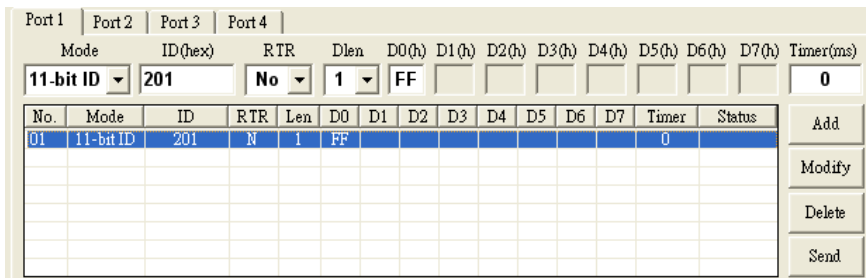 Port 1 Port 2 Port 3 Port 4
Mode ID(hex) RTR Dlen D0(h) D1(h) D2(h) D3(h) D4(h) D5(h) D6(h) D7(h) Timer(ms)
11-bit ID 201 No 1 FF 0
No. Mode ID RTR Len D0 D1 D2 D3 D4 D5 D6 D7 Timer Status
01 11-bit ID 201 N 1 FF 0
Add
Modify
Delete
Send